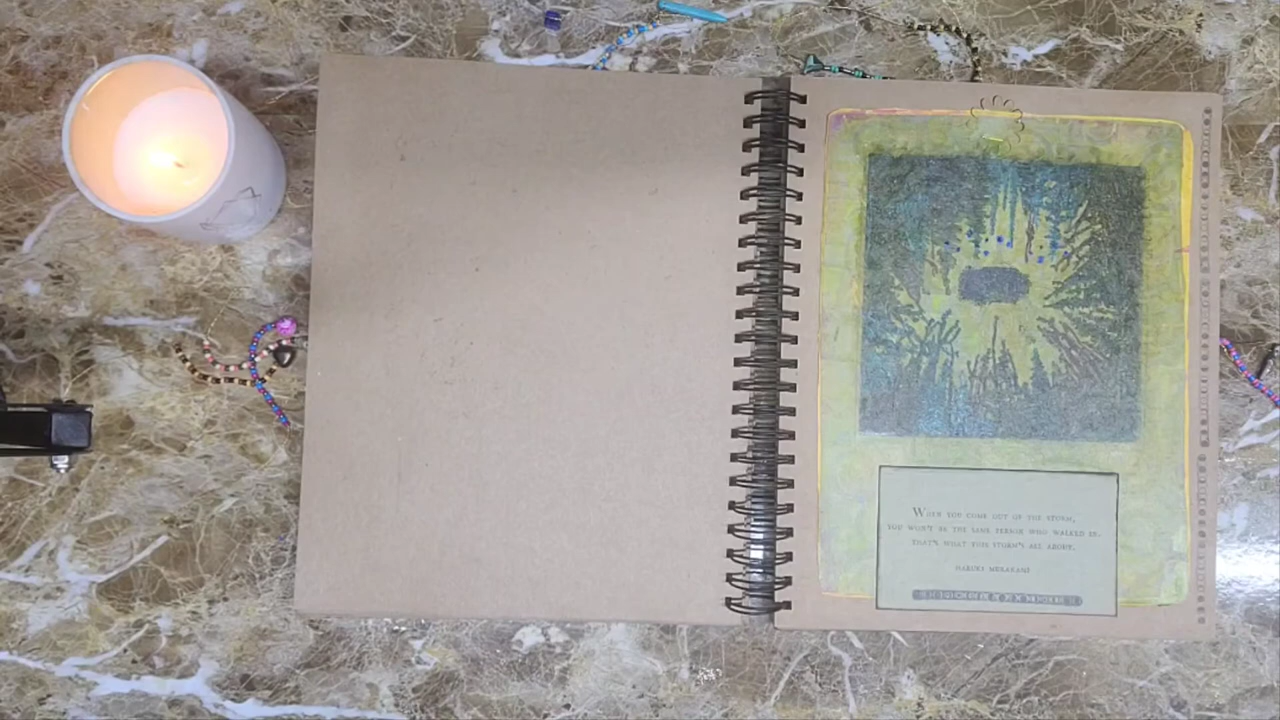 When you come out of the storm,
you won't be the same person who walked in.
That's what this storm's all about.
Haruki Murakami